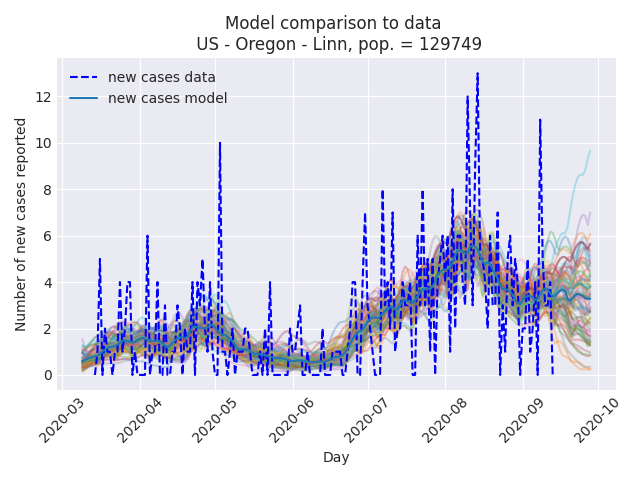 Model comparison to data
US - Oregon - Linn, pop. = 129749
new cases data
new cases model
Number of new cases reported
12
10
8
6
4
2
0
2020-03
2020-04
2020-05
2020-06
2020-07
2020-08
2020-09
2020-10
Day